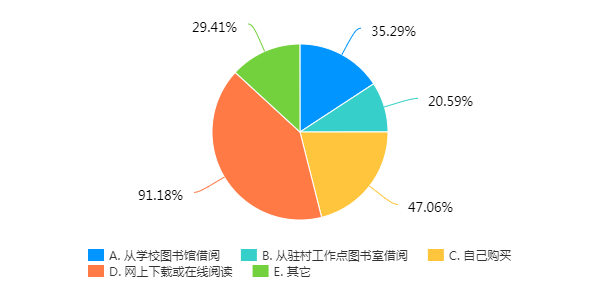 29.41%
35.29%
20.59%
91.18%
47.06%
A. 从学校图书馆借阅 B. 从驻村工作点图书室借阅 C. 自己购买
D. 网上下载或在线阅读 E. 其它